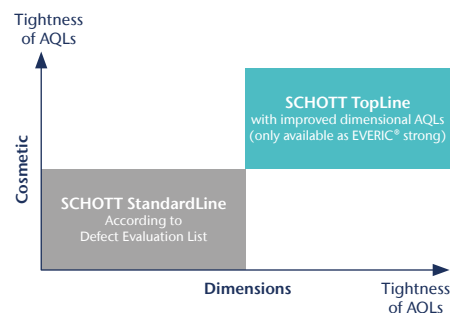 Tightness
of AQLs
Cosmetic
SCHOTT TopLine
with improved dimensional AQLs
(only available as EVERIC® strong)
SCHOTT StandardLine
According to
Defect Evaluation List
Dimensions
Tightness
of AQLs